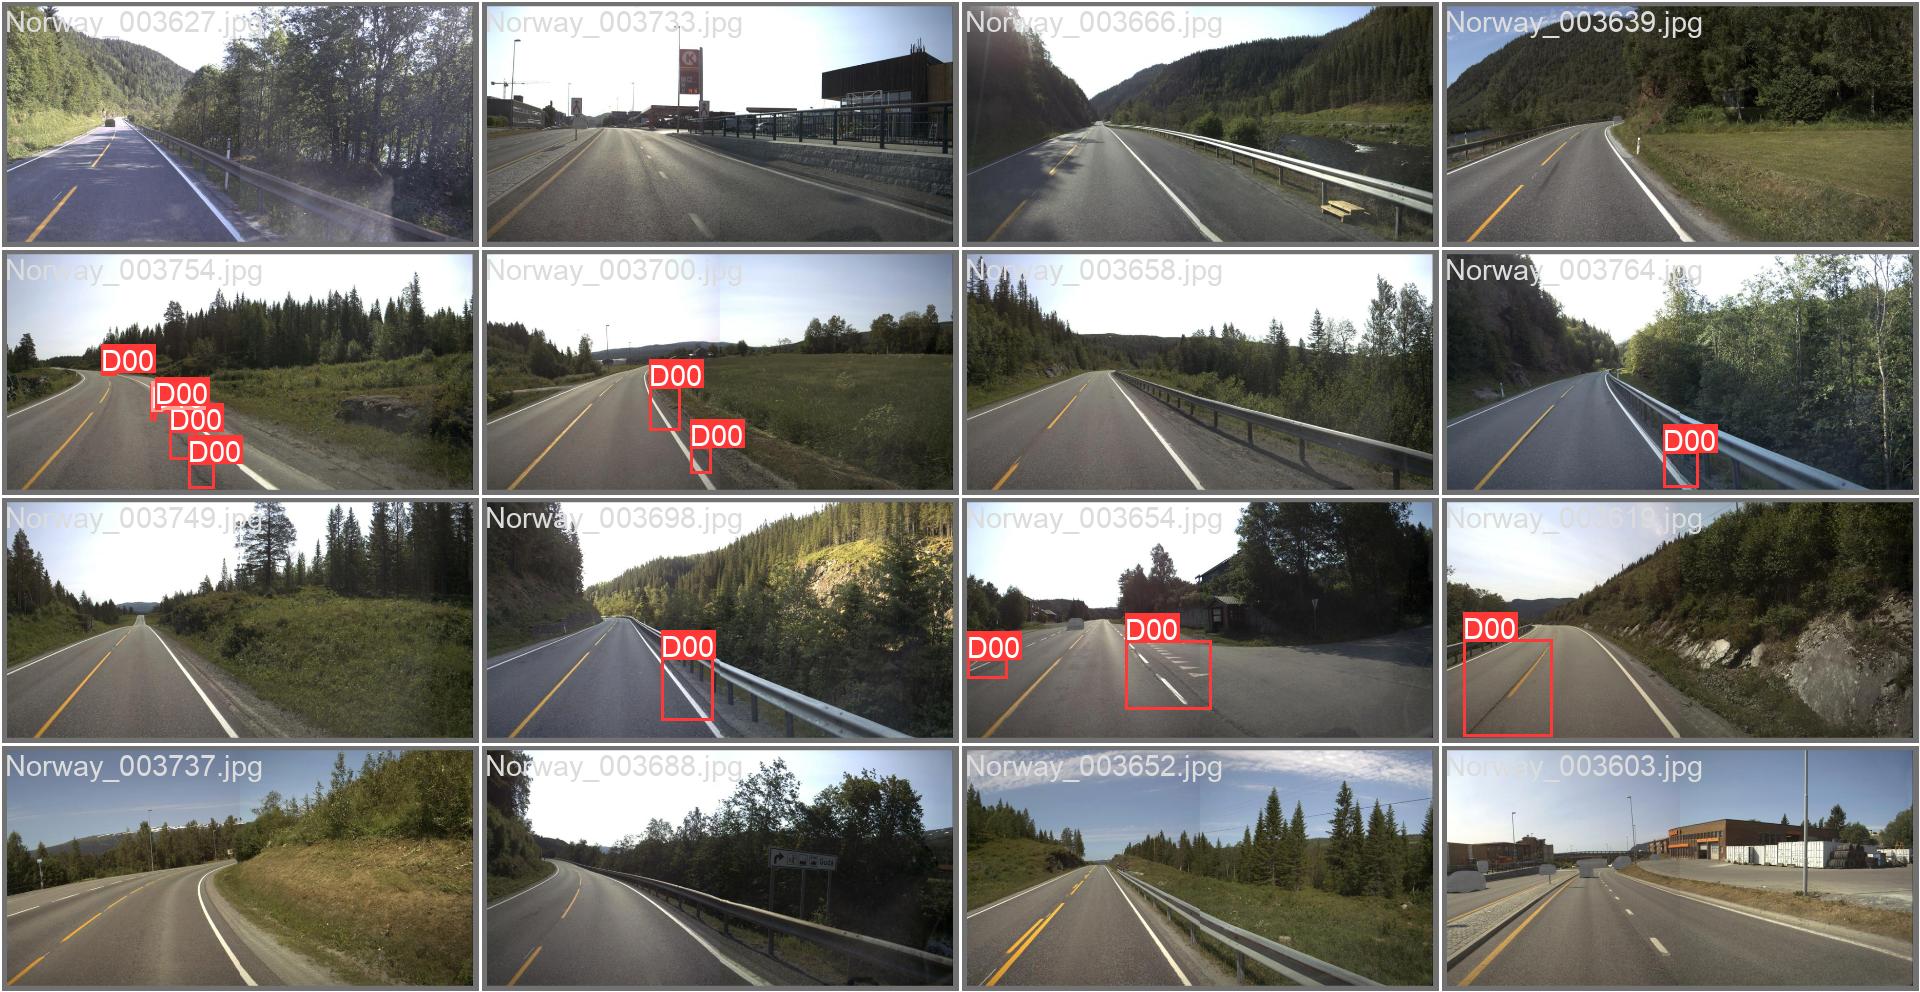 Norway_003627.jpg
Norway_003733.jpg
Norway_003666.jpg
Norway_003639.jpg
K
Norway_003754.jpg
Norway_003700.jpg
Norway_003658.jpg
Norway_003764.jpg
D00
D00
D00
D00
D00
D00
D00
Norway_003749.jpg
Norway_003698.jpg
Norway_003654.jpg
Norway_003619.jpg
D00
D00
D00
D00
Norway_003737.jpg
Norway_003688.jpg
Norway_003652.jpg
Norway_003603.jpg